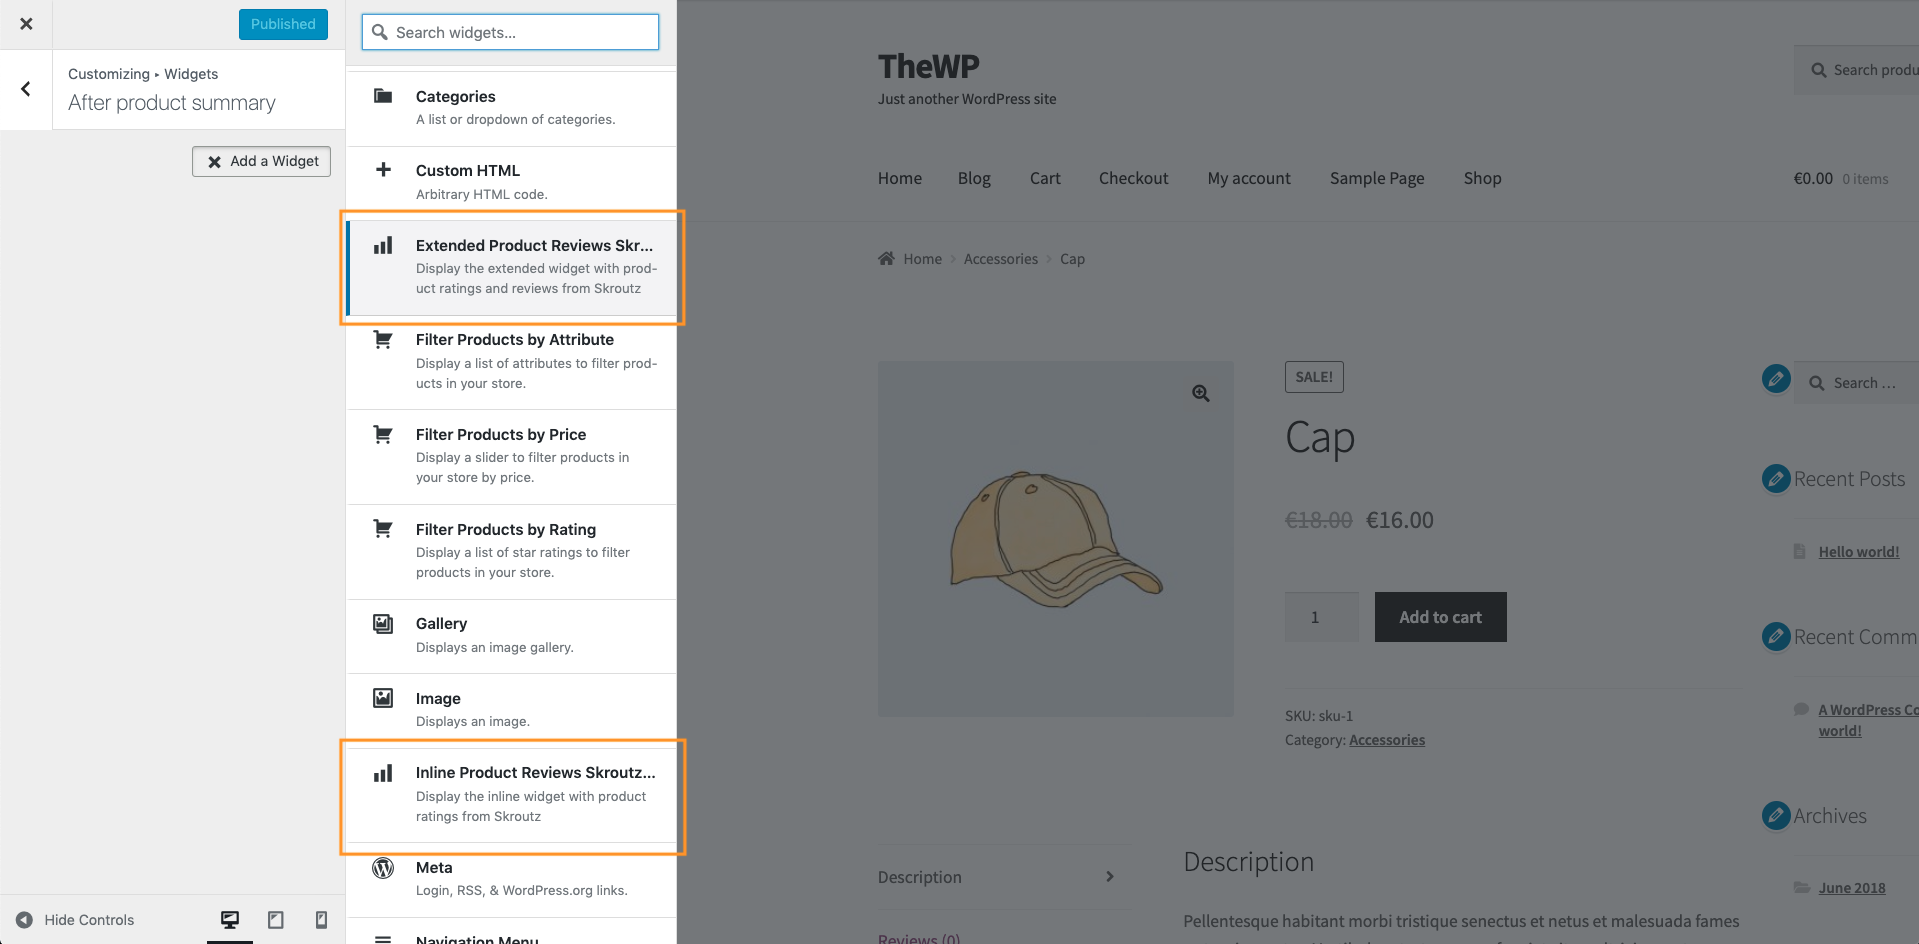 Published
Customizing ▸ Widgets
After product summary
Add a Widget
Hide Controls
Search widgets...
Categories
A list or dropdown of categories.
Custom HTML
Arbitrary HTML code.
Extended Product Reviews Skr...
Display the extended widget with prod-
uct ratings and reviews from Skroutz
Filter Products by Attribute
Display a list of attributes to filter prod-
ucts in your store.
Filter Products by Price
Display a slider to filter products in
your store by price.
Filter Products by Rating
Display a list of star ratings to filter
products in your store.
Gallery
Displays an image gallery.
Image
Displays an image.
Inline Product Reviews Skroutz...
Display the inline widget with product
ratings from Skroutz
Meta
Login, RSS, & WordPress.org links.
Navigation Menu
TheWP
Just another WordPress site
Search produ
Home Blog Cart Checkout My account Sample Page Shop
€0.00 0 items
Home Accessories Cap
SALE!
Cap
€18.00 €16.00
1 Add to cart
SKU: sku-1
Category: Accessories
Search …
Recent Posts
Hello world!
Recent Comm
A WordPress Co
world!
Archives
June 2018
Description
Reviews (0)
Description
Pellentesque habitant morbi tristique senectus et netus et malesuada fames